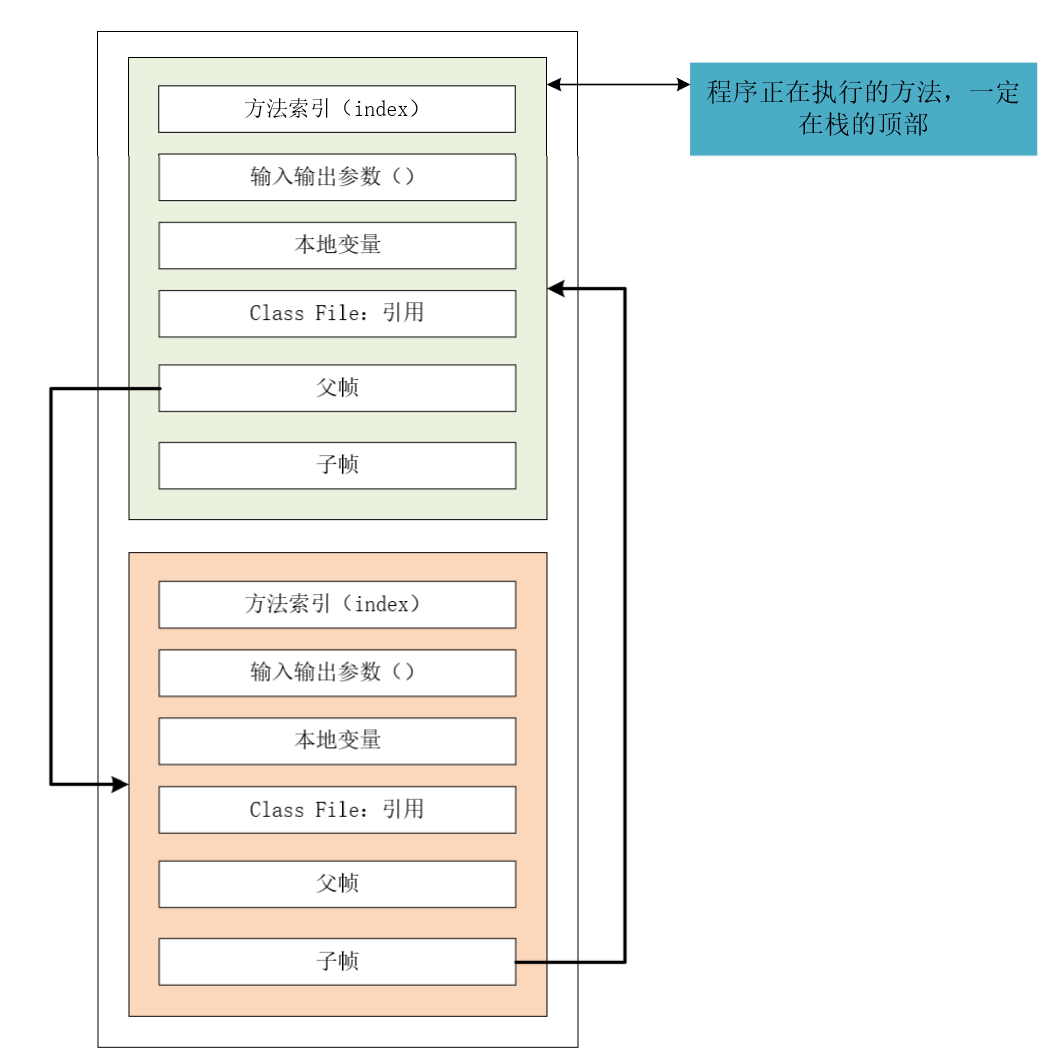 方法索引（index）
程序正在执行的方法，一定
在栈的顶部
输入输出参数（）
本地变量
Class File：引用
父帧
子帧
方法索引（index）
输入输出参数（）
本地变量
Class File：引用
父帧
子帧